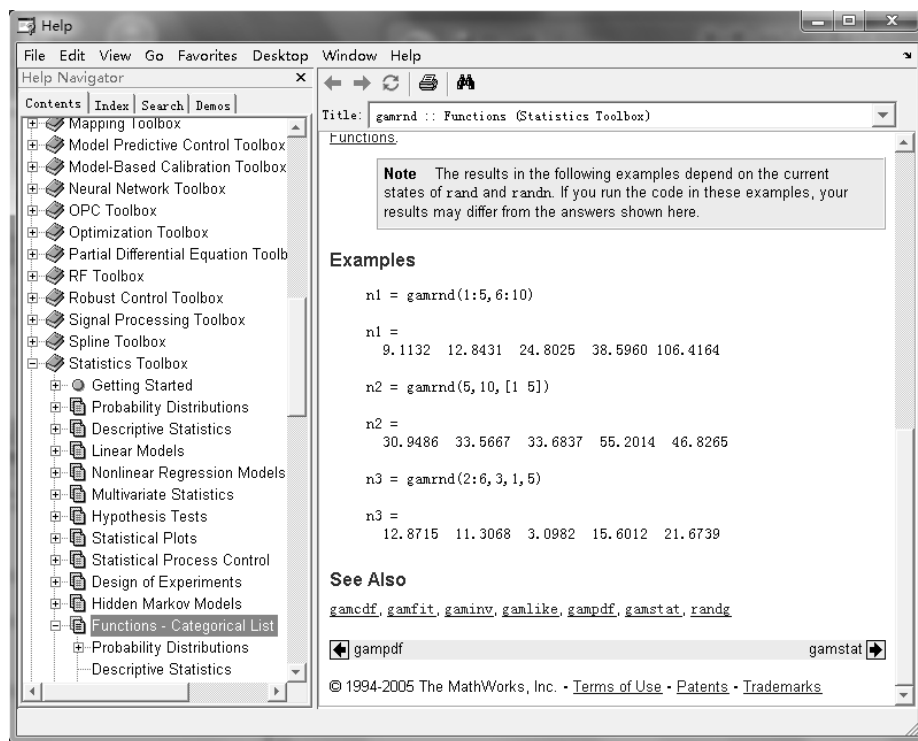 Help
File Edit View Go Favorites Desktop Window Help
Help Navigator
Contents Index Search Demos
Mapping Toolbox
Model Predictive Control Toolbox
Model-Based Calibration Toolbox
Neural Network Toolbox
OPC Toolbox
Optimization Toolbox
Partial Differential Equation Toolb
RF Toolbox
Robust Control Toolbox
Signal Processing Toolbox
Spline Toolbox
Statistics Toolbox
Getting Started
Probability Distributions
Descriptive Statistics
Linear Models
Nonlinear Regression Models
Multivariate Statistics
Hypothesis Tests
Statistical Plots
Statistical Process Control
Design of Experiments
Hidden Markov Models
Functions - Categorical List
Probability Distributions
Descriptive Statistics
Title: gamrnd :: Functions (Statistics Toolbox)
Functions.
Note The results in the following examples depend on the current
states of rand and randn. If you run the code in these examples, your
results may differ from the answers shown here.
Examples
n1 = gamrnd(1:5,6:10)
n1 =
9.1132 12.8431 24.8025 38.5960 106.4164
n2 = gamrnd(5,10,[1 5])
n2 =
30.9486 33.5667 33.6837 55.2014 46.8265
n3 = gamrnd(2:6,3,1,5)
n3 =
12.8715 11.3068 3.0982 15.6012 21.6739
See Also
gamcdf, gamfit, gaminv, gamlike, gampdf, gamstat, randg
gampdf gamstat
© 1994-2005 The MathWorks, Inc. • Terms of Use • Patents • Trademarks